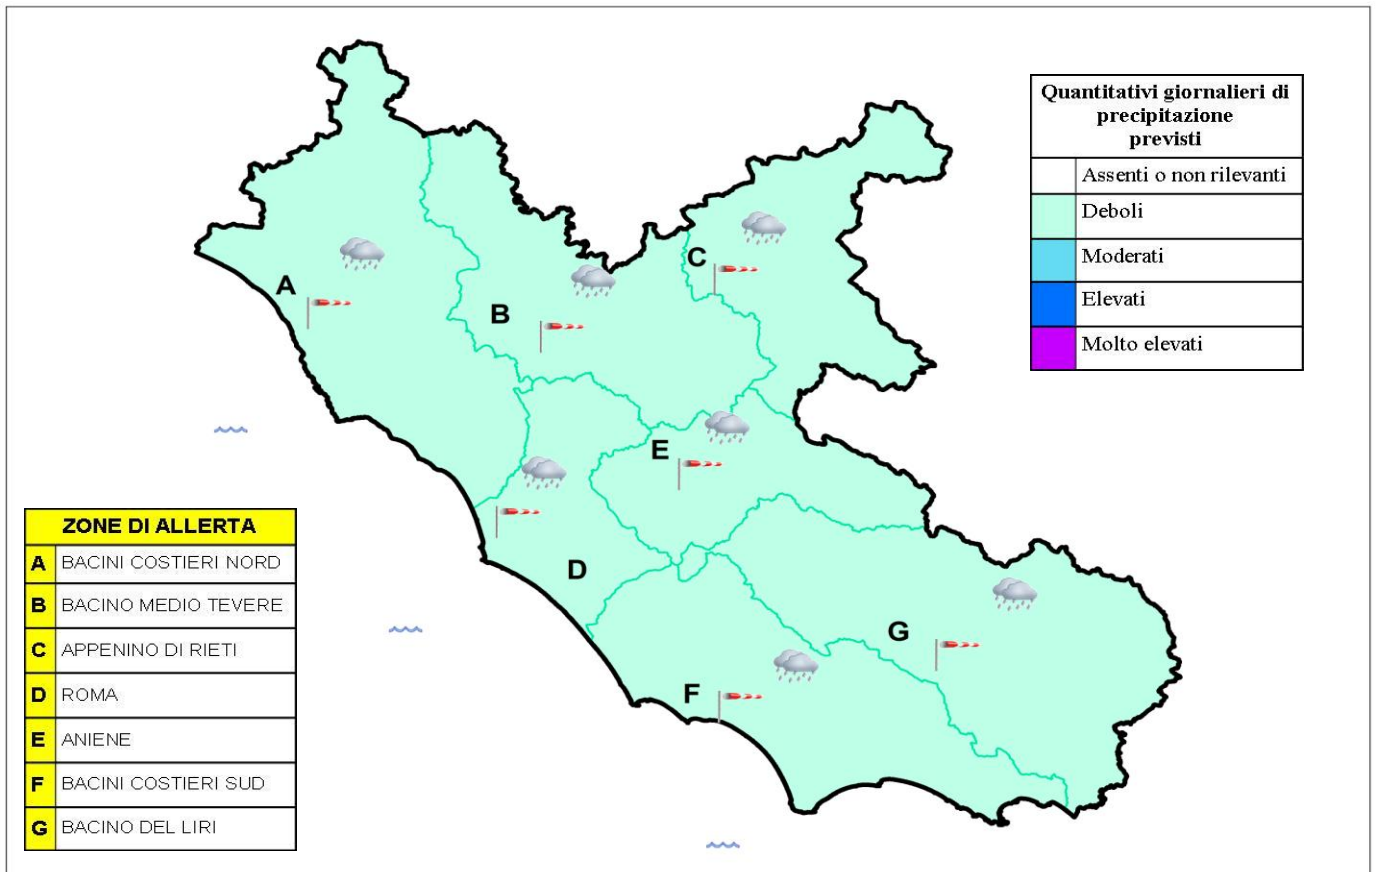 Quantitativi giornalieri di
precipitazione
previsti
Assenti o non rilevanti
Deboli
Moderati
Elevati
Molto elevati
A
B
C
D
E
F
G
ZONE DI ALLERTA
A BACINI COSTIERI NORD
B BACINO MEDIO TEVERE
C APPENINO DI RIETI
D ROMA
E ANIENE
F BACINI COSTIERI SUD
G BACINO DEL LIRI